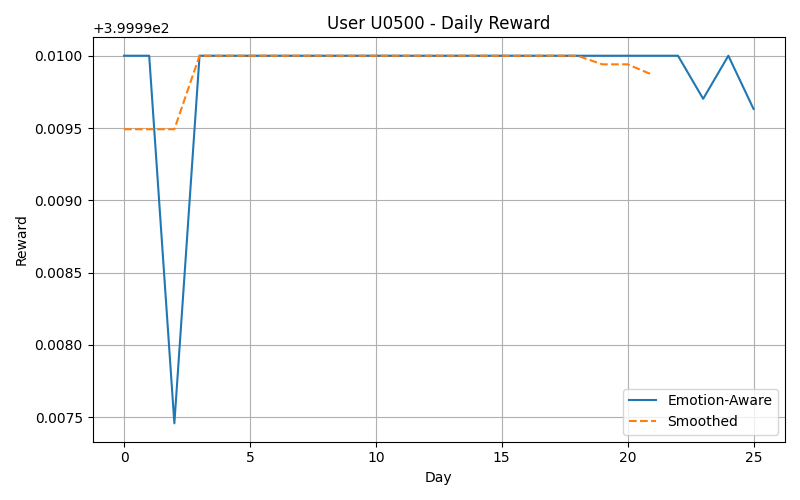 User U0500 - Daily Reward
+3.9999e2
0.0100
0.0095
0.0090
0.0085
0.0080
0.0075
Reward
0 5 10 15 20 25
Day
Emotion-Aware
Smoothed